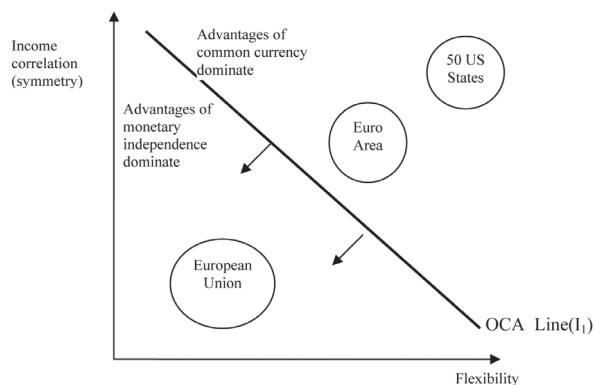 Income
correlation
(symmetry)
Advantages of
common currency
dominate
50 US
States
Advantages of
monetary
independence
dominate
Euro
Area
European
Union
OCA Line(I₁)
Flexibility